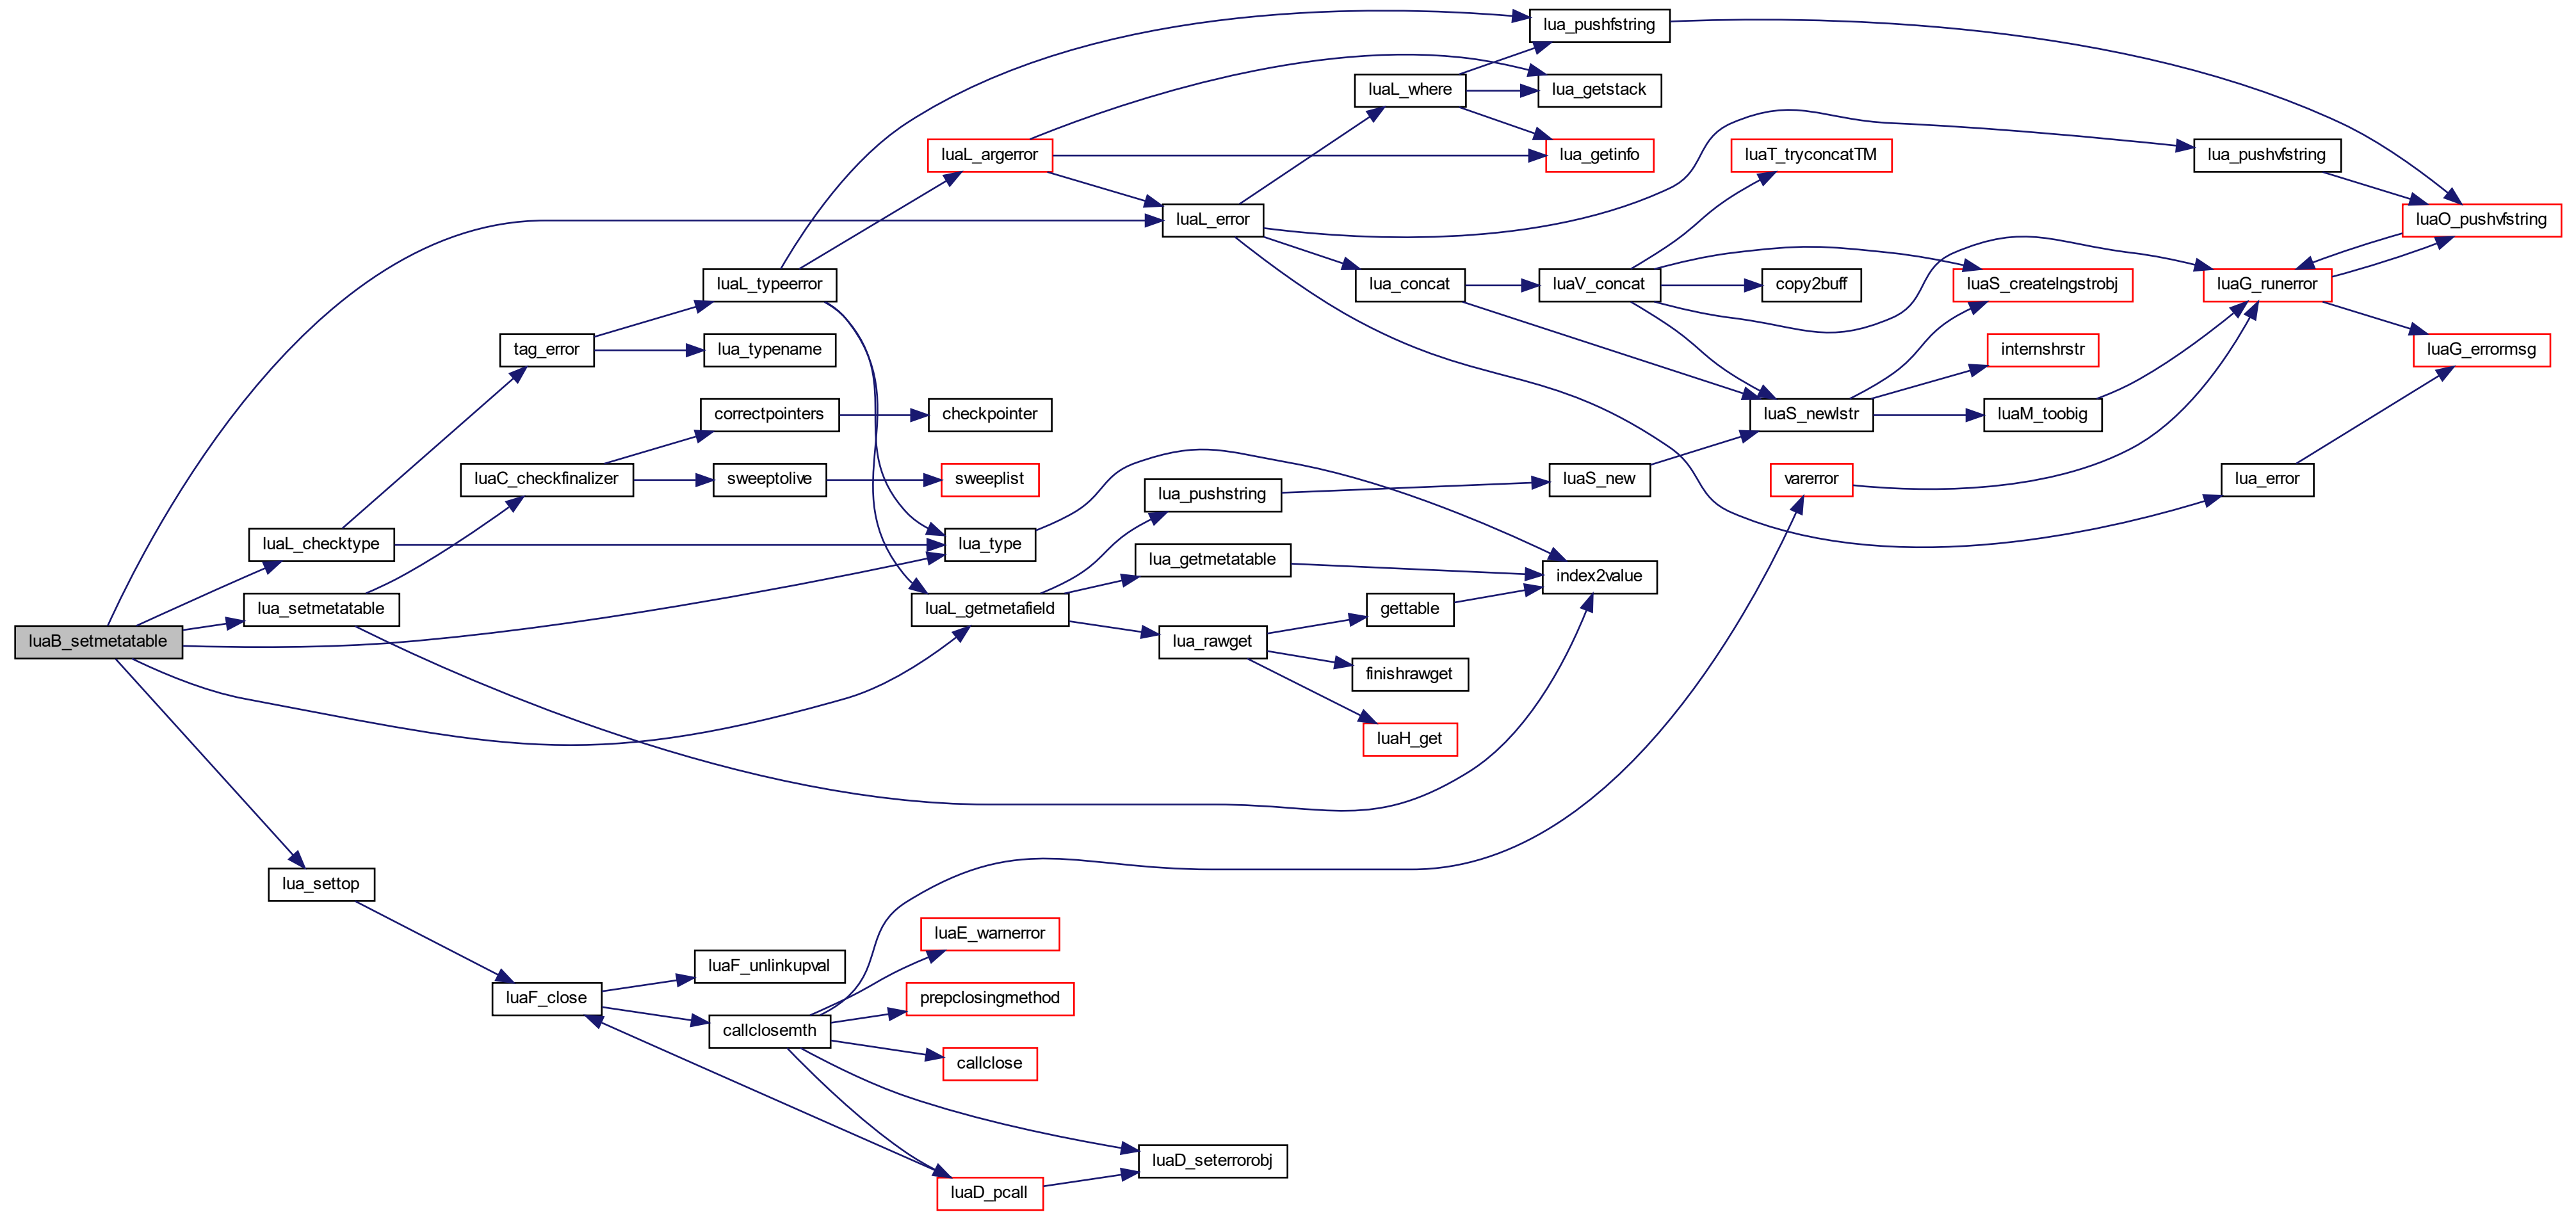 lua_pushfstring
luaL_where
lua_getstack
luaL_argerror
lua_getinfo
luaT_tryconcatTM
lua_pushvfstring
luaL_error
luaO_pushvfstring
luaL_typeerror
lua_concat
luaV_concat
copy2buff
luaS_createlngstrobj
luaG_runerror
tag_error
lua_typename
internshrstr
luaG_errormsg
correctpointers
checkpointer
luaS_newlstr
luaM_toobig
luaC_checkfinalizer
sweeptolive
sweeplist
lua_pushstring
luaS_new
varerror
lua_error
luaL_checktype
lua_type
lua_getmetatable
index2value
lua_setmetatable
luaL_getmetafield
gettable
luaB_setmetatable
lua_rawget
finishrawget
luaH_get
lua_settop
luaE_warnerror
luaF_unlinkupval
luaF_close
prepclosingmethod
callclosemth
callclose
luaD_seterrorobj
luaD_pcall